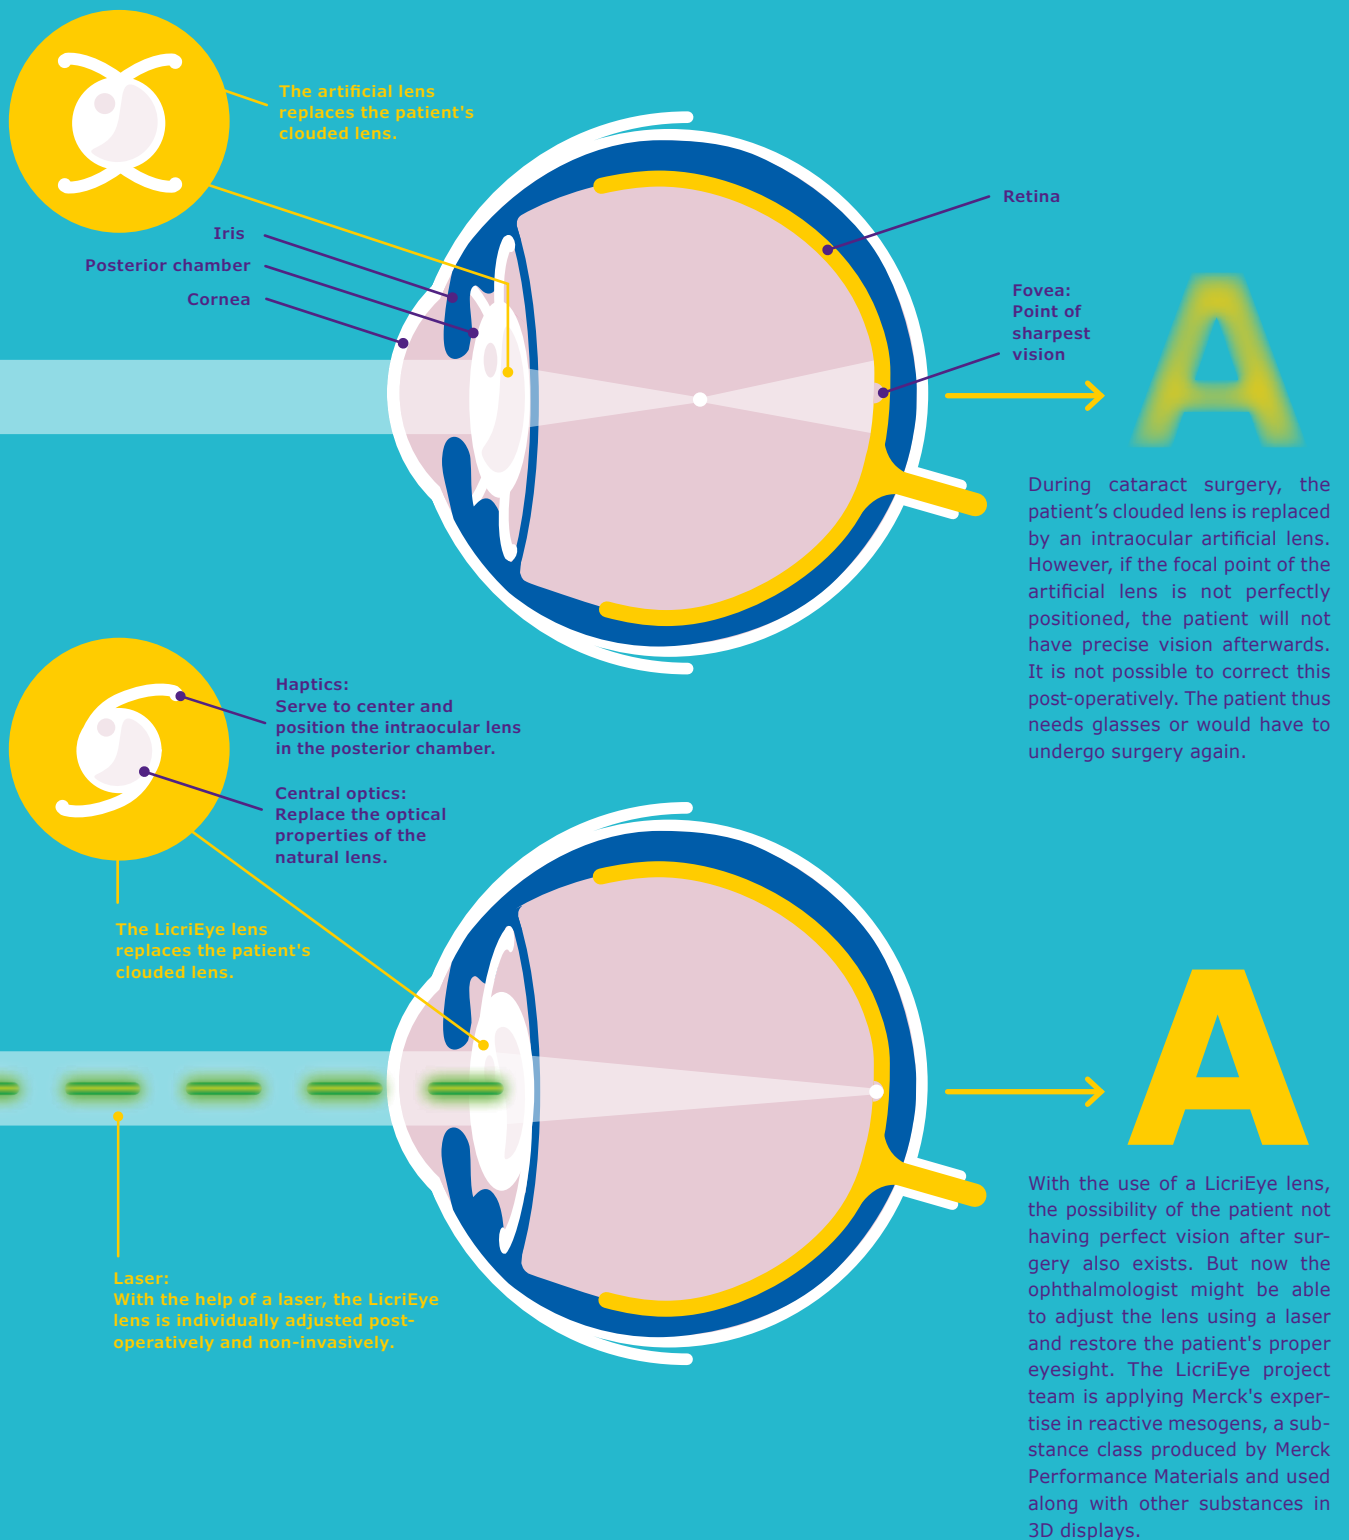 The artificial lens
replaces the patient's
clouded lens.
Iris
Posterior chamber
Cornea
Retina
Fovea:
Point of
sharpest
vision
A
During cataract surgery, the
patient’s clouded lens is replaced
by an intraocular artificial lens.
However, if the focal point of the
artificial lens is not perfectly
positioned, the patient will not
have precise vision afterwards.
It is not possible to correct this
post-operatively. The patient thus
needs glasses or would have to
undergo surgery again.
Haptics:
Serve to center and
position the intraocular lens
in the posterior chamber.
Central optics:
Replace the optical
properties of the
natural lens.
The LicriEye lens
replaces the patient's
clouded lens.
Laser:
With the help of a laser, the LicriEye
lens is individually adjusted post-
operatively and non-invasively.
A
With the use of a LicriEye lens,
the possibility of the patient not
having perfect vision after sur-
gery also exists. But now the
ophthalmologist might be able
to adjust the lens using a laser
and restore the patient's proper
eyesight. The LicriEye project
team is applying Merck's exper-
tise in reactive mesogens, a sub-
stance class produced by Merck
Performance Materials and used
along with other substances in
3D displays.